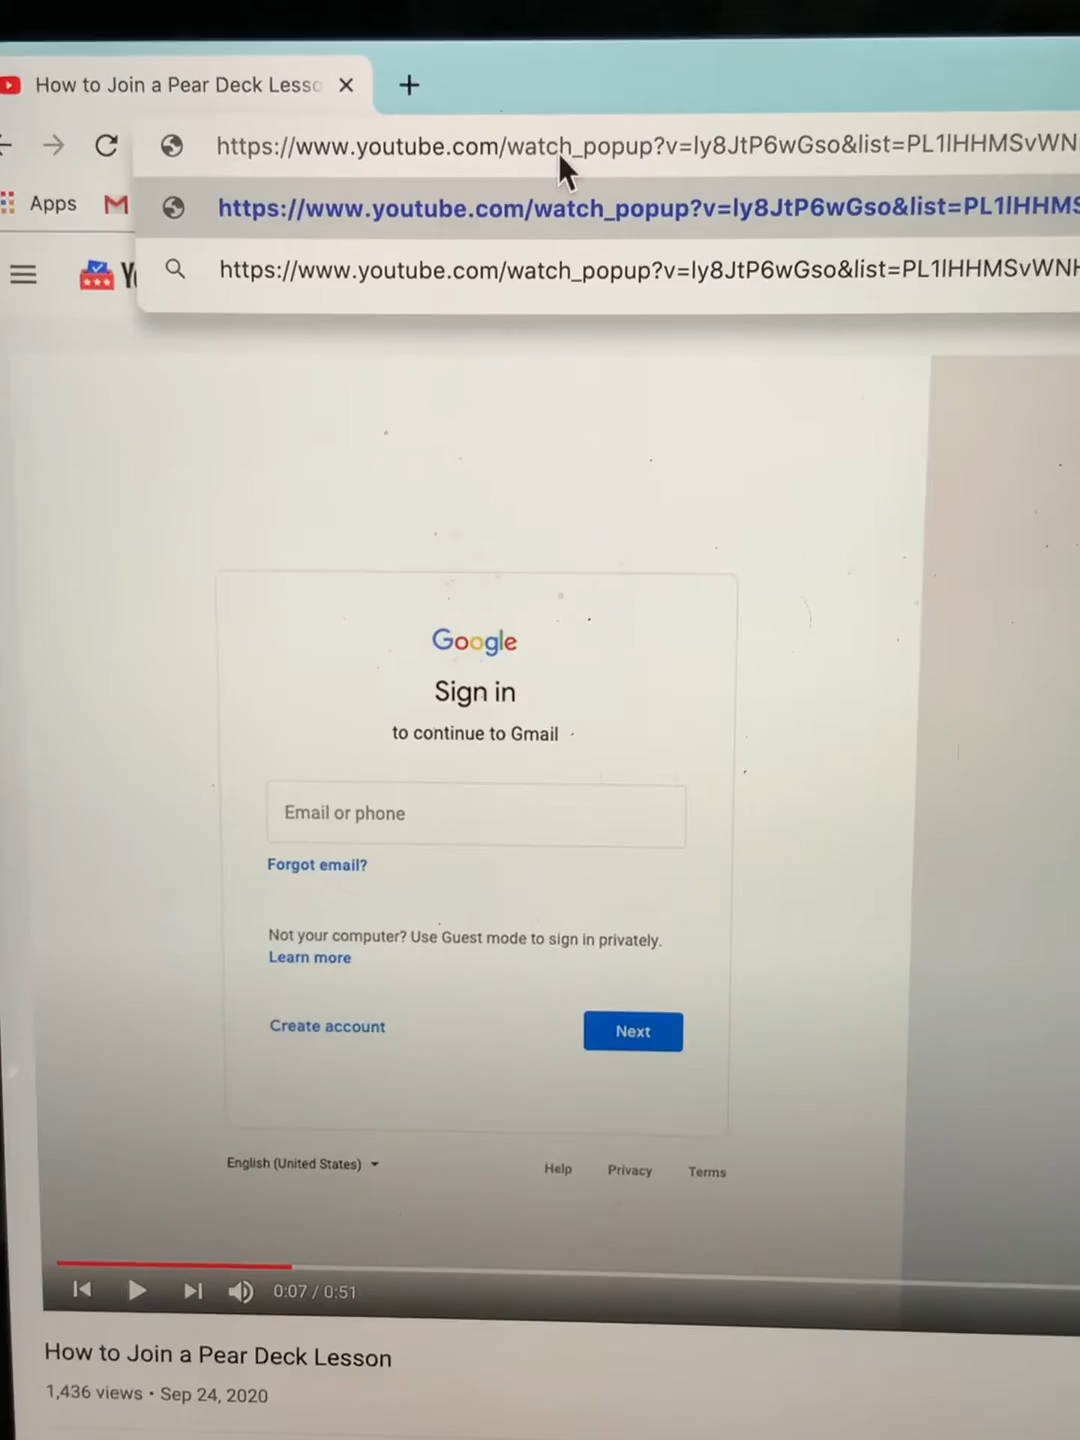 How to Join a Pear Deck Lesso
https://www.youtube.com/watch_popup?v=ly8JtP6wGso&list=PL1lHHMSvWN
Apps
https://www.youtube.com/watch_popup?v=ly8JtP6wGso&list=PL1lHHMS
https://www.youtube.com/watch_popup?v=ly8JtP6wGso&list=PL1lHHMSvWNH
Google
Sign in
to continue to Gmail
Email or phone
Forgot email?
Not your computer? Use Guest mode to sign in privately.
Learn more
Create account
Next
English (United States)
Help Privacy Terms
0:07 / 0:51
How to Join a Pear Deck Lesson
1,436 views • Sep 24, 2020